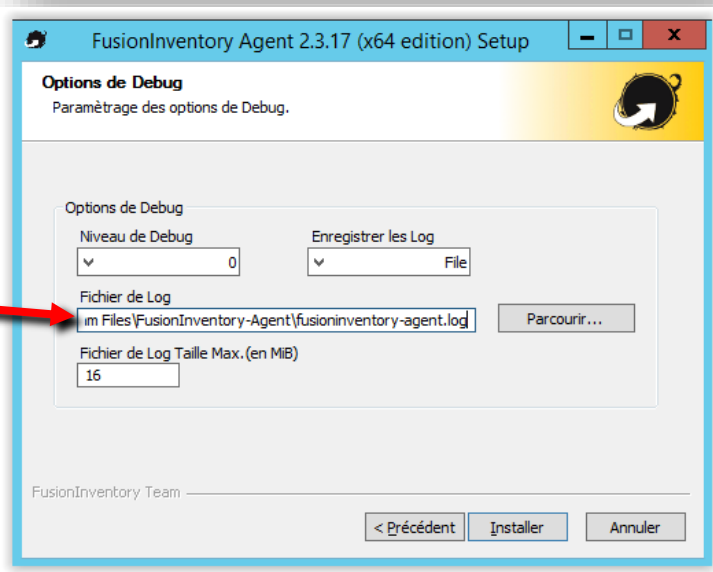 FusionInventory Agent 2.3.17 (x64 edition) Setup
Options de Debug
Paramètrage des options de Debug.
Options de Debug
Niveau de Debug Enregistrer les Log
0 File
Fichier de Log
m Files\FusionInventory-Agent\fusioninventory-agent.log Parcourir...
Fichier de Log Taille Max.(en MiB)
16
FusionInventory Team
< Précédent Installer Annuler